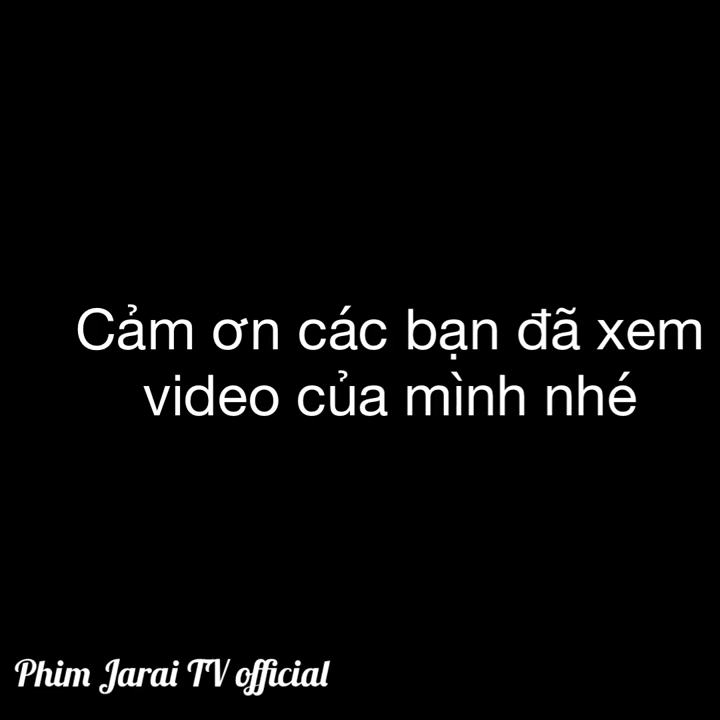 Cảm ơn các bạn đã xem
video của mình nhé
Phim Jarai TV official